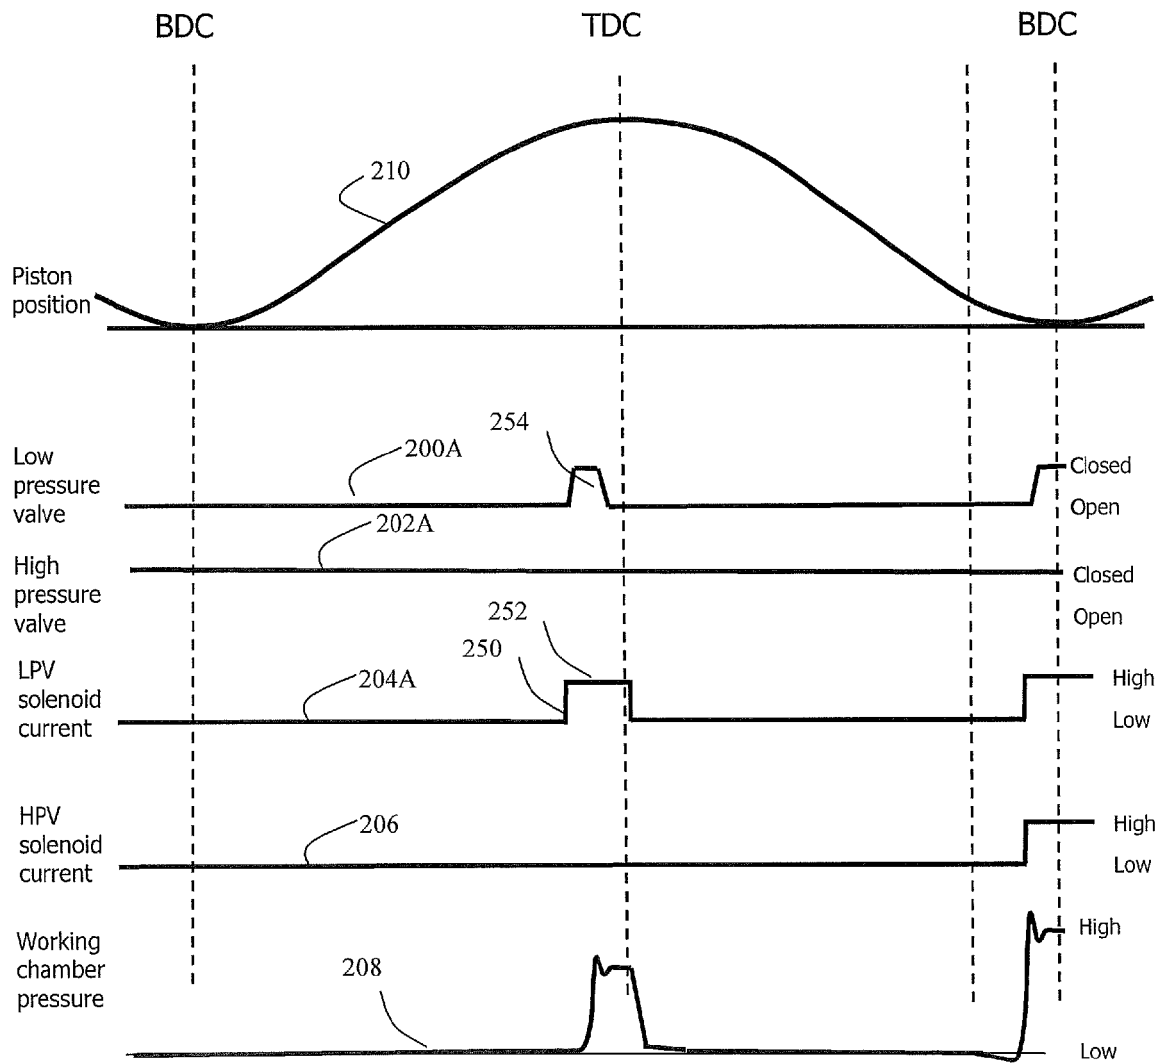 BDC
TDC
BDC
210
Piston
position
254
200A
Low
pressure
valve
Closed
Open
202A
High
pressure
valve
Closed
Open
252
250
LPV
solenoid
current
204A
High
Low
HPV
solenoid
current
206
High
Low
Working
chamber
pressure
208
High
Low